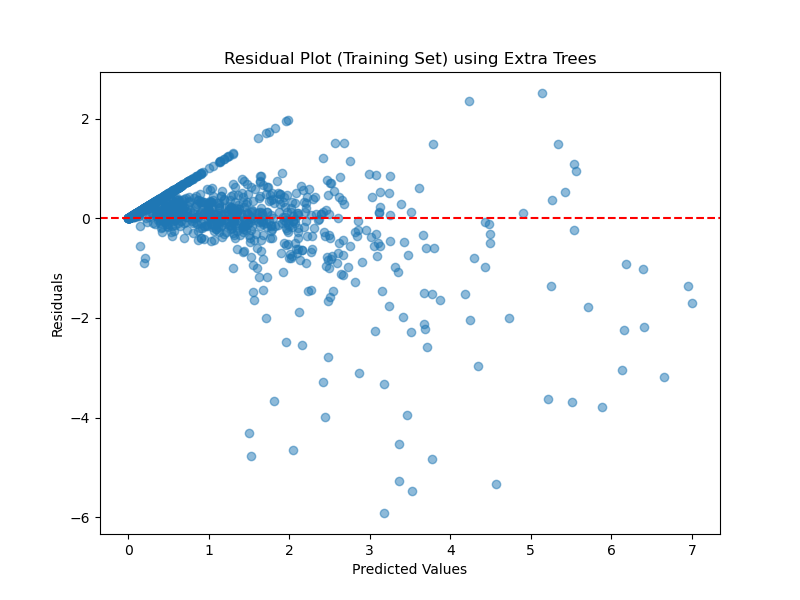 Residual Plot (Training Set) using Extra Trees
Residuals
2
0
−2
−4
−6
0 1 2 3 4 5 6 7
Predicted Values